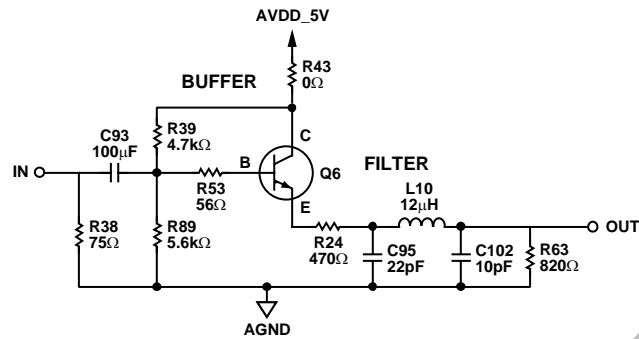 AVDD_5V
R43
0Ω
BUFFER
C93
100μF
R39
4.7kΩ
C
B
Q6
FILTER
IN
R53
56Ω
E
L10
12μH
R38
75Ω
R89
5.6kΩ
R24
470Ω
C95
22pF
C102
10pF
R63
820Ω
OUT
AGND